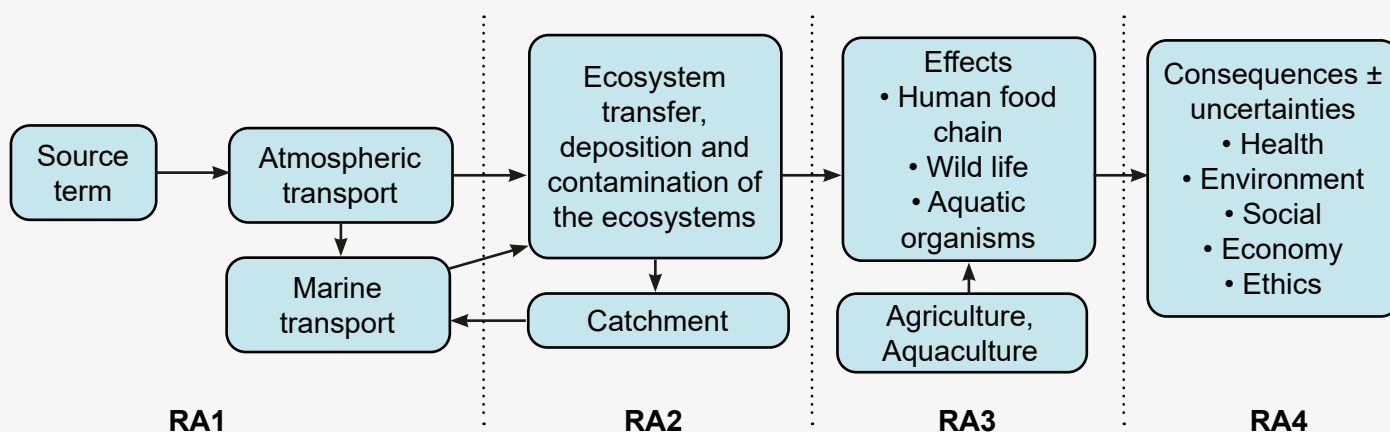 Source
term
Atmospheric
transport
Marine
transport
Ecosystem
transfer,
deposition and
contamination of
the ecosystems
Catchment
Effects
• Human food
chain
• Wild life
• Aquatic
organisms
Agriculture,
Aquaculture
Consequences ±
uncertainties
• Health
• Environment
• Social
• Economy
• Ethics
RA1
RA2
RA3
RA4